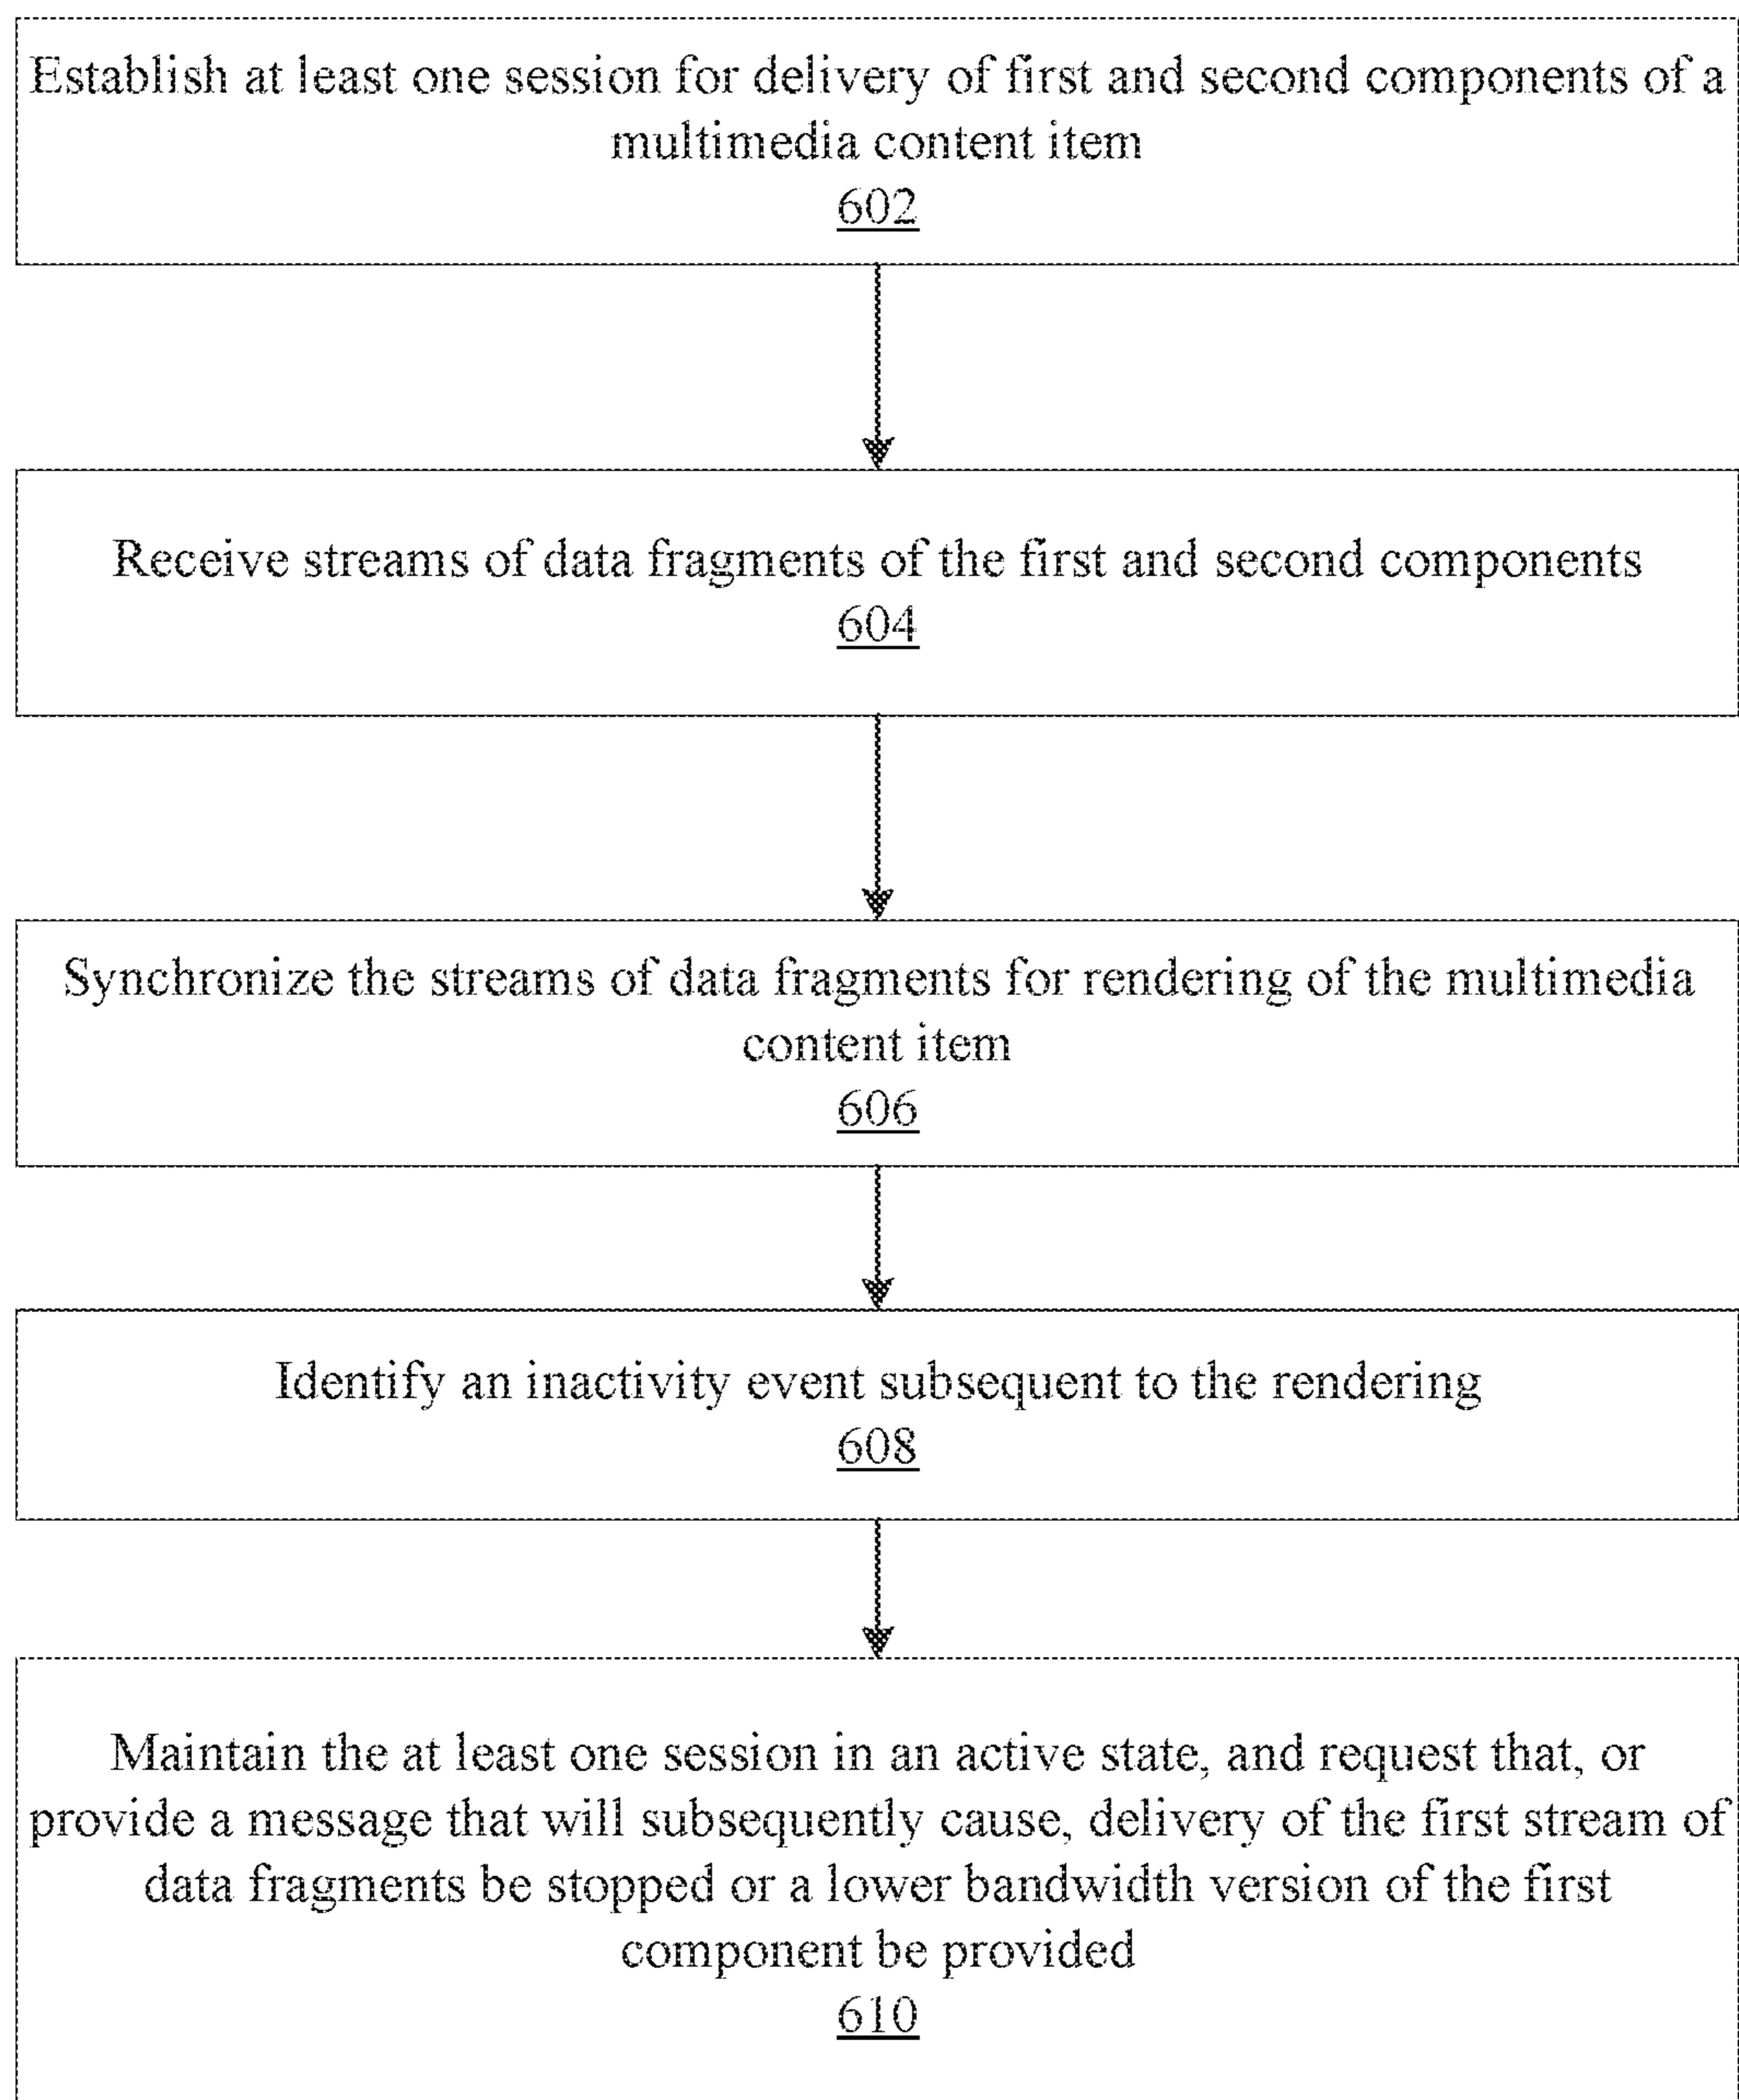 Establish at least one session for delivery of first and second components of a
multimedia content item
602
Receive streams of data fragments of the first and second components
604
Synchronize the streams of data fragments for rendering of the multimedia
content item
606
Identify an inactivity event subsequent to the rendering
608
Maintain the at least one session in an active state, and request that, or
provide a message that will subsequently cause, delivery of the first stream of
data fragments be stopped or a lower bandwidth version of the first
component be provided
610